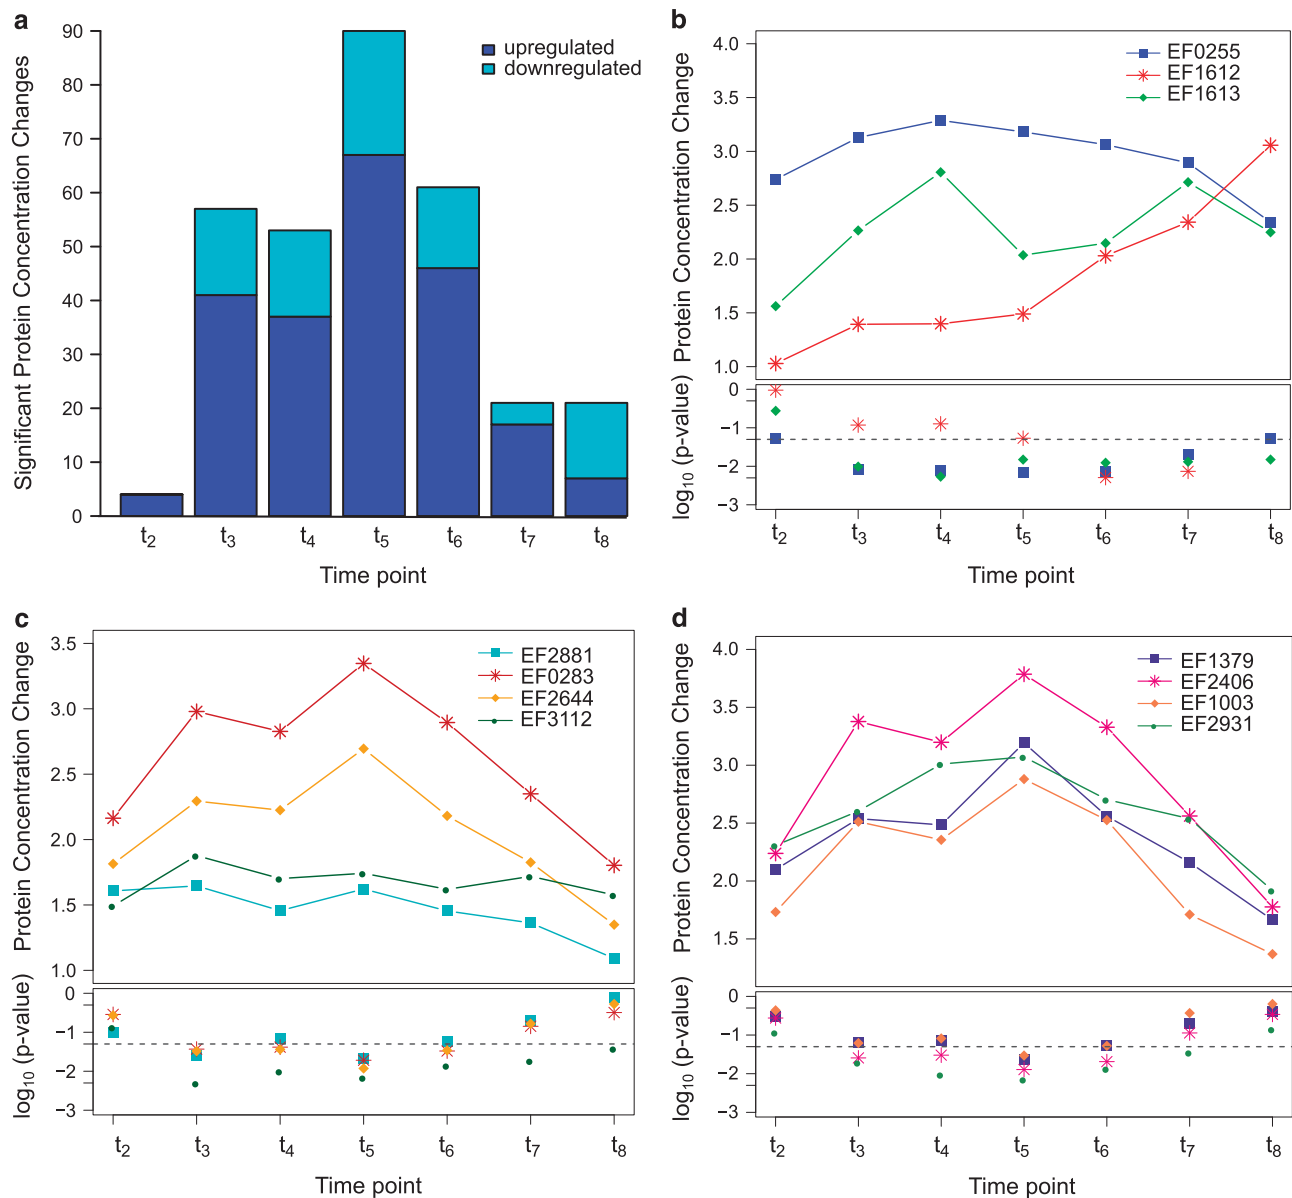 a
Significant Protein Concentration Changes
90
80
70
60
50
40
30
20
10
0
upregulated
downregulated
t2 t3 t4 t5 t6 t7 t8
Time point
b
Protein Concentration Change
4.0
3.5
3.0
2.5
2.0
1.5
1.0
EF0255
EF1612
EF1613
log10 (p-value)
0
−1
−2
−3
t2 t3 t4 t5 t6 t7 t8
Time point
c
Protein Concentration Change
3.5
3.0
2.5
2.0
1.5
1.0
EF2881
EF0283
EF2644
EF3112
log10 (p-value)
0
−1
−2
−3
t2 t3 t4 t5 t6 t7 t8
Time point
d
Protein Concentration Change
4.0
3.5
3.0
2.5
2.0
1.5
EF1379
EF2406
EF1003
EF2931
log10 (p-value)
0
−1
−2
−3
t2 t3 t4 t5 t6 t7 t8
Time point